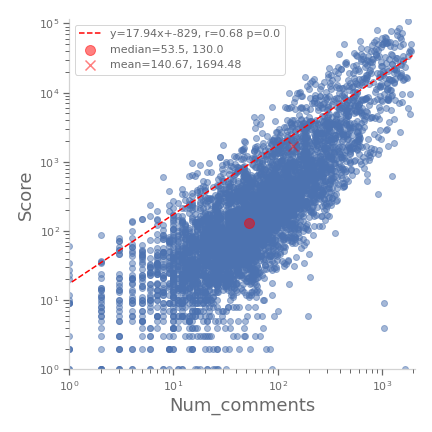 y=17.94x+-829, r=0.68 p=0.0
median=53.5, 130.0
mean=140.67, 1694.48
10⁵
10⁴
10³
10²
10¹
10⁰
Score
10⁰ 10¹ 10² 10³
Num_comments